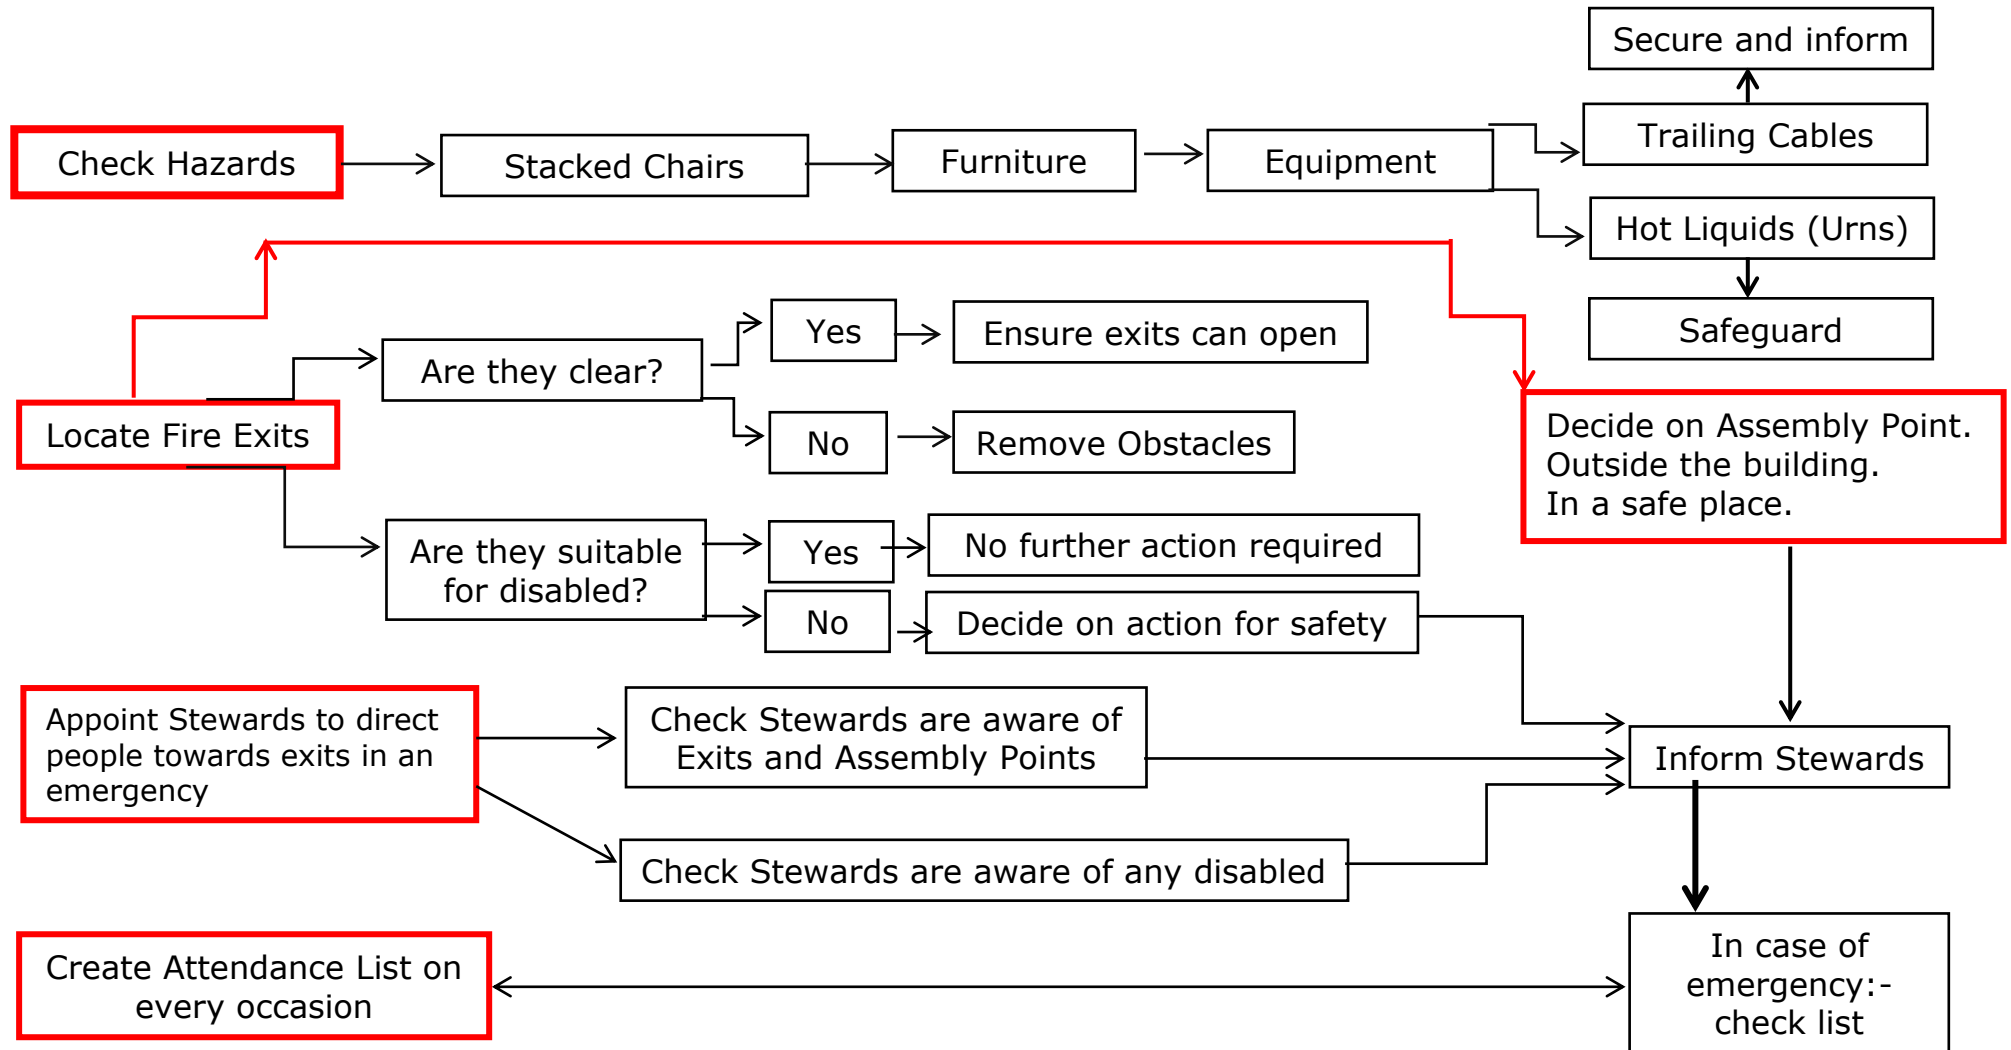 Secure and inform
Check Hazards
Stacked Chairs
Furniture
Equipment
Trailing Cables
Hot Liquids (Urns)
Safeguard
Locate Fire Exits
Are they clear?
Yes
Ensure exits can open
No
Remove Obstacles
Decide on Assembly Point.
Outside the building.
In a safe place.
Are they suitable
for disabled?
Yes
No further action required
No
Decide on action for safety
Appoint Stewards to direct
people towards exits in an
emergency
Check Stewards are aware of
Exits and Assembly Points
Inform Stewards
Check Stewards are aware of any disabled
Create Attendance List on
every occasion
In case of
emergency:-
check list